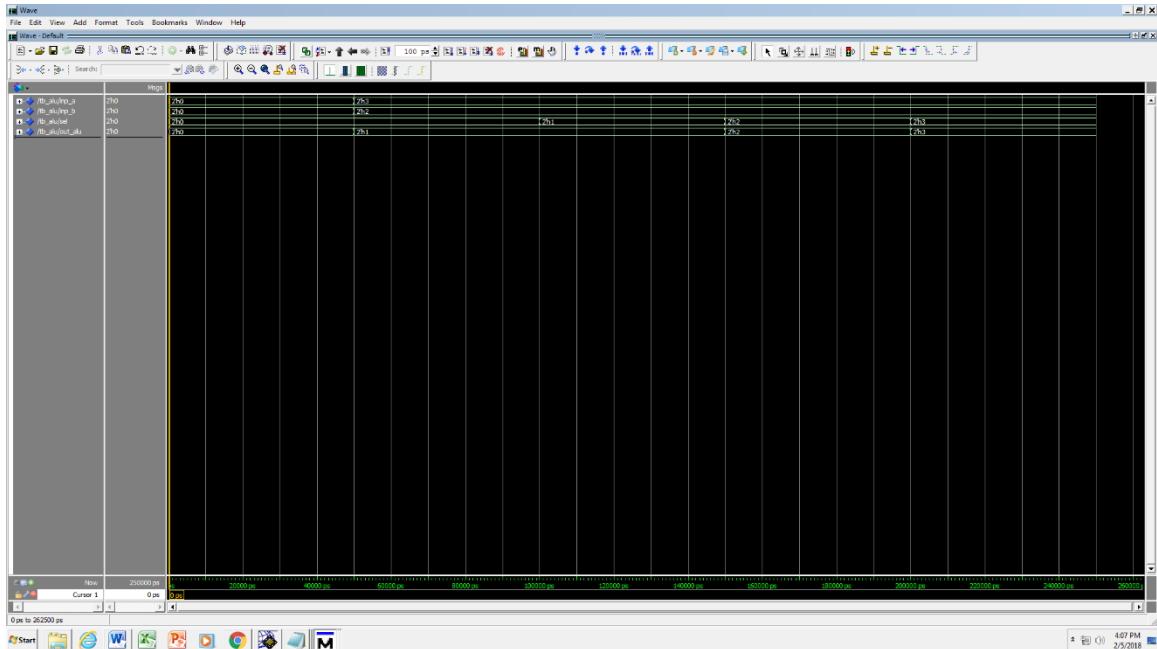 Wave
File Edit View Add Format Tools Bookmarks Window Help
Wave - Default
100 ps
Search:
Msgs
/tb_alu/inp_a 2'h0 2'h0 2'h3
/tb_alu/inp_b 2'h0 2'h0 2'h2
/tb_alu/sel 2'h0 2'h0 2'h1 2'h2 2'h3
/tb_alu/out_alu 2'h0 2'h0 2'h1 2'h2 2'h3
Now 250000 ps 20000 ps 40000 ps 60000 ps 80000 ps 100000 ps 120000 ps 140000 ps 160000 ps 180000 ps 200000 ps 220000 ps 240000 ps 260000
Cursor 1 0 ps 0 ps
0 ps to 262500 ps
Start
4:07 PM
2/5/2018